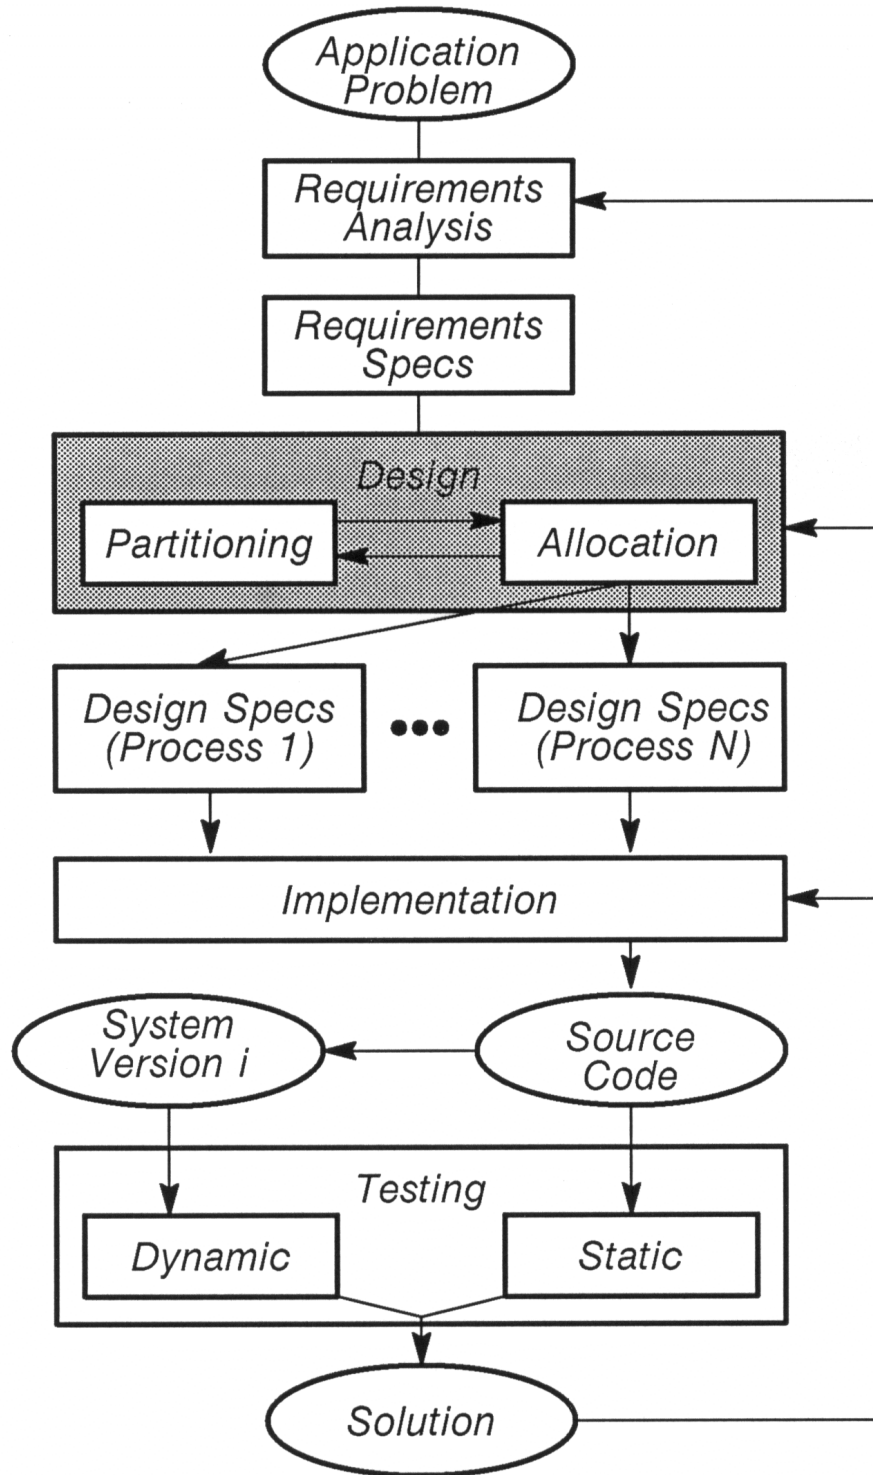 Application
Problem
Requirements
Analysis
Requirements
Specs
Design
Partitioning
Allocation
Design Specs
(Process 1)
Design Specs
(Process N)
Implementation
System
Version i
Source
Code
Testing
Dynamic
Static
Solution